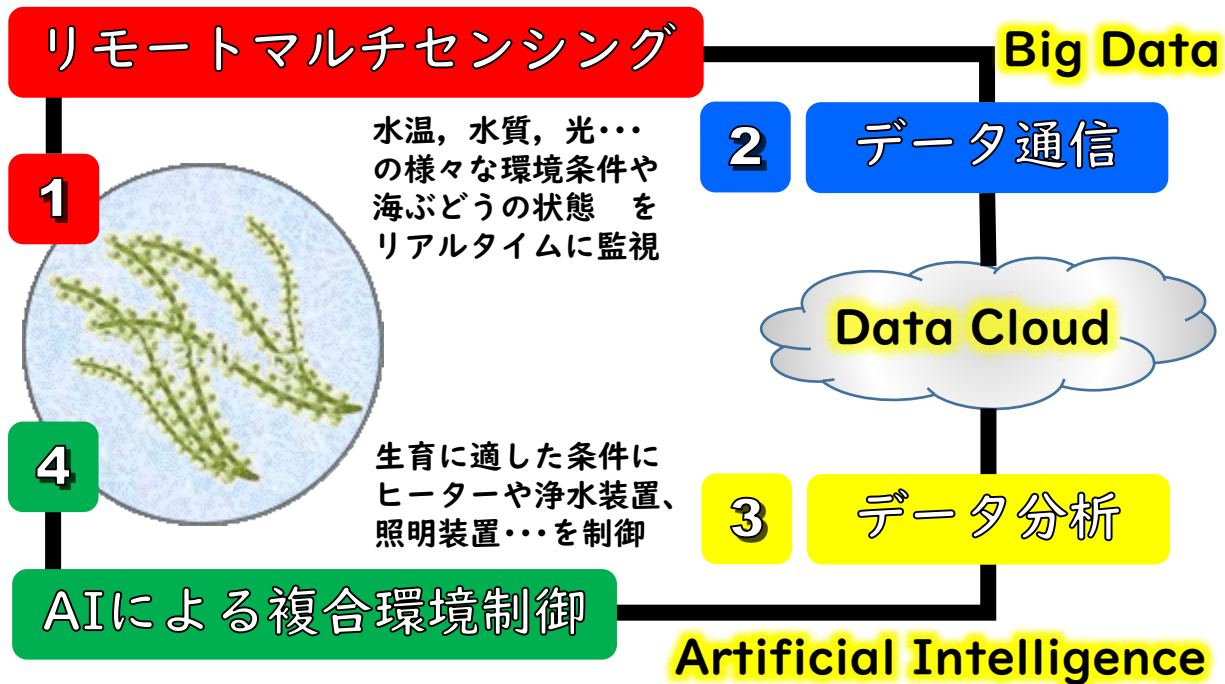 リモートマルチセンシング
Big Data
1
水温，水質，光･･･
の様々な環境条件や
海ぶどうの状態　を
リアルタイムに監視
2
データ通信
Data Cloud
4
生育に適した条件に
ヒーターや浄水装置、
照明装置･･･を制御
3
データ分析
AIによる複合環境制御
Artificial Intelligence